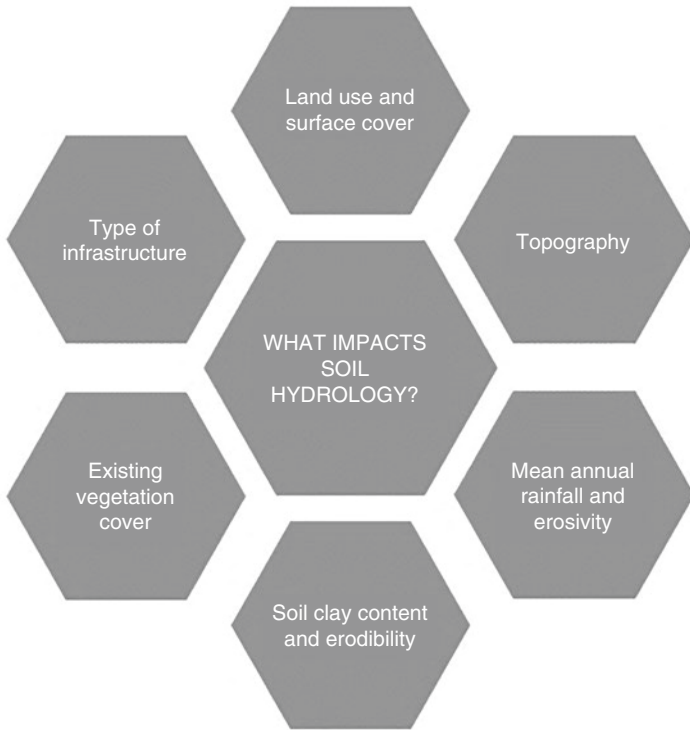 Land use and
surface cover
Type of
infrastructure
Topography
WHAT IMPACTS
SOIL
HYDROLOGY?
Existing
vegetation
cover
Mean annual
rainfall and
erosivity
Soil clay content
and erodibility